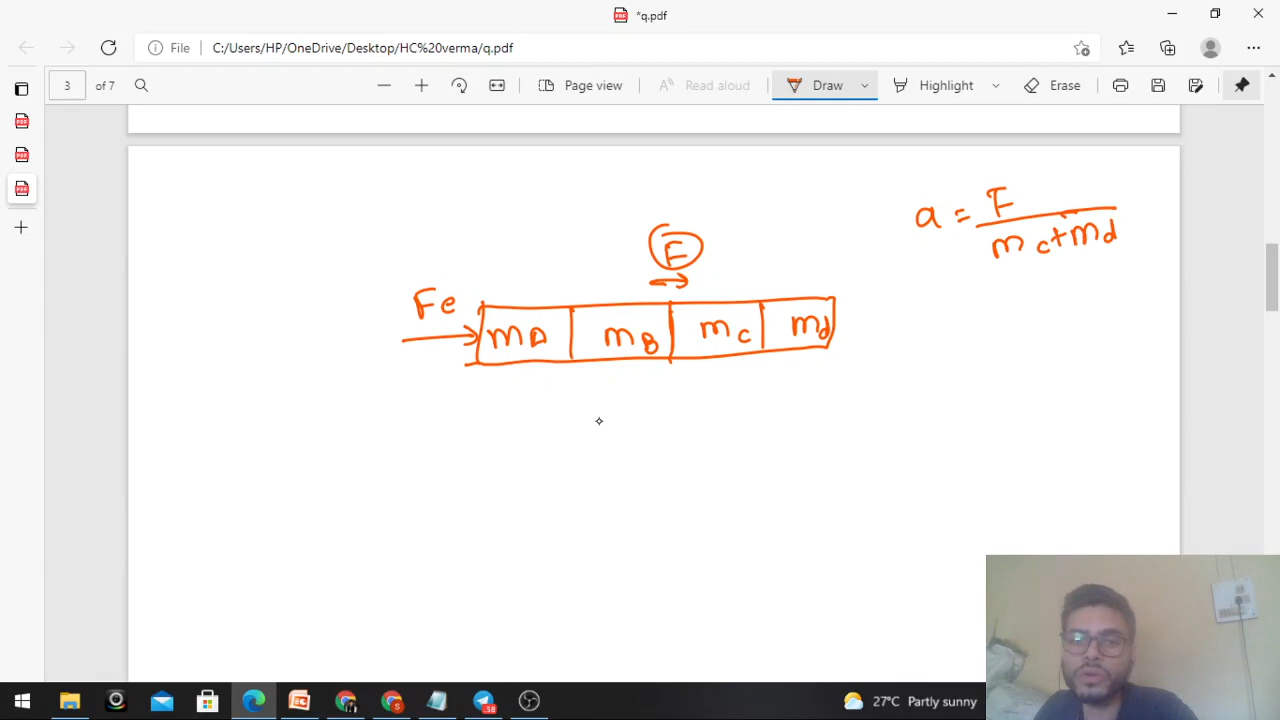 *q.pdf
File C:/Users/HP/OneDrive/Desktop/HC%20verma/q.pdf
3 of 7 Page view Read aloud Draw Highlight Erase
a = F
mc+md
F
Fe
mA mB mc md
58
27°C Partly sunny